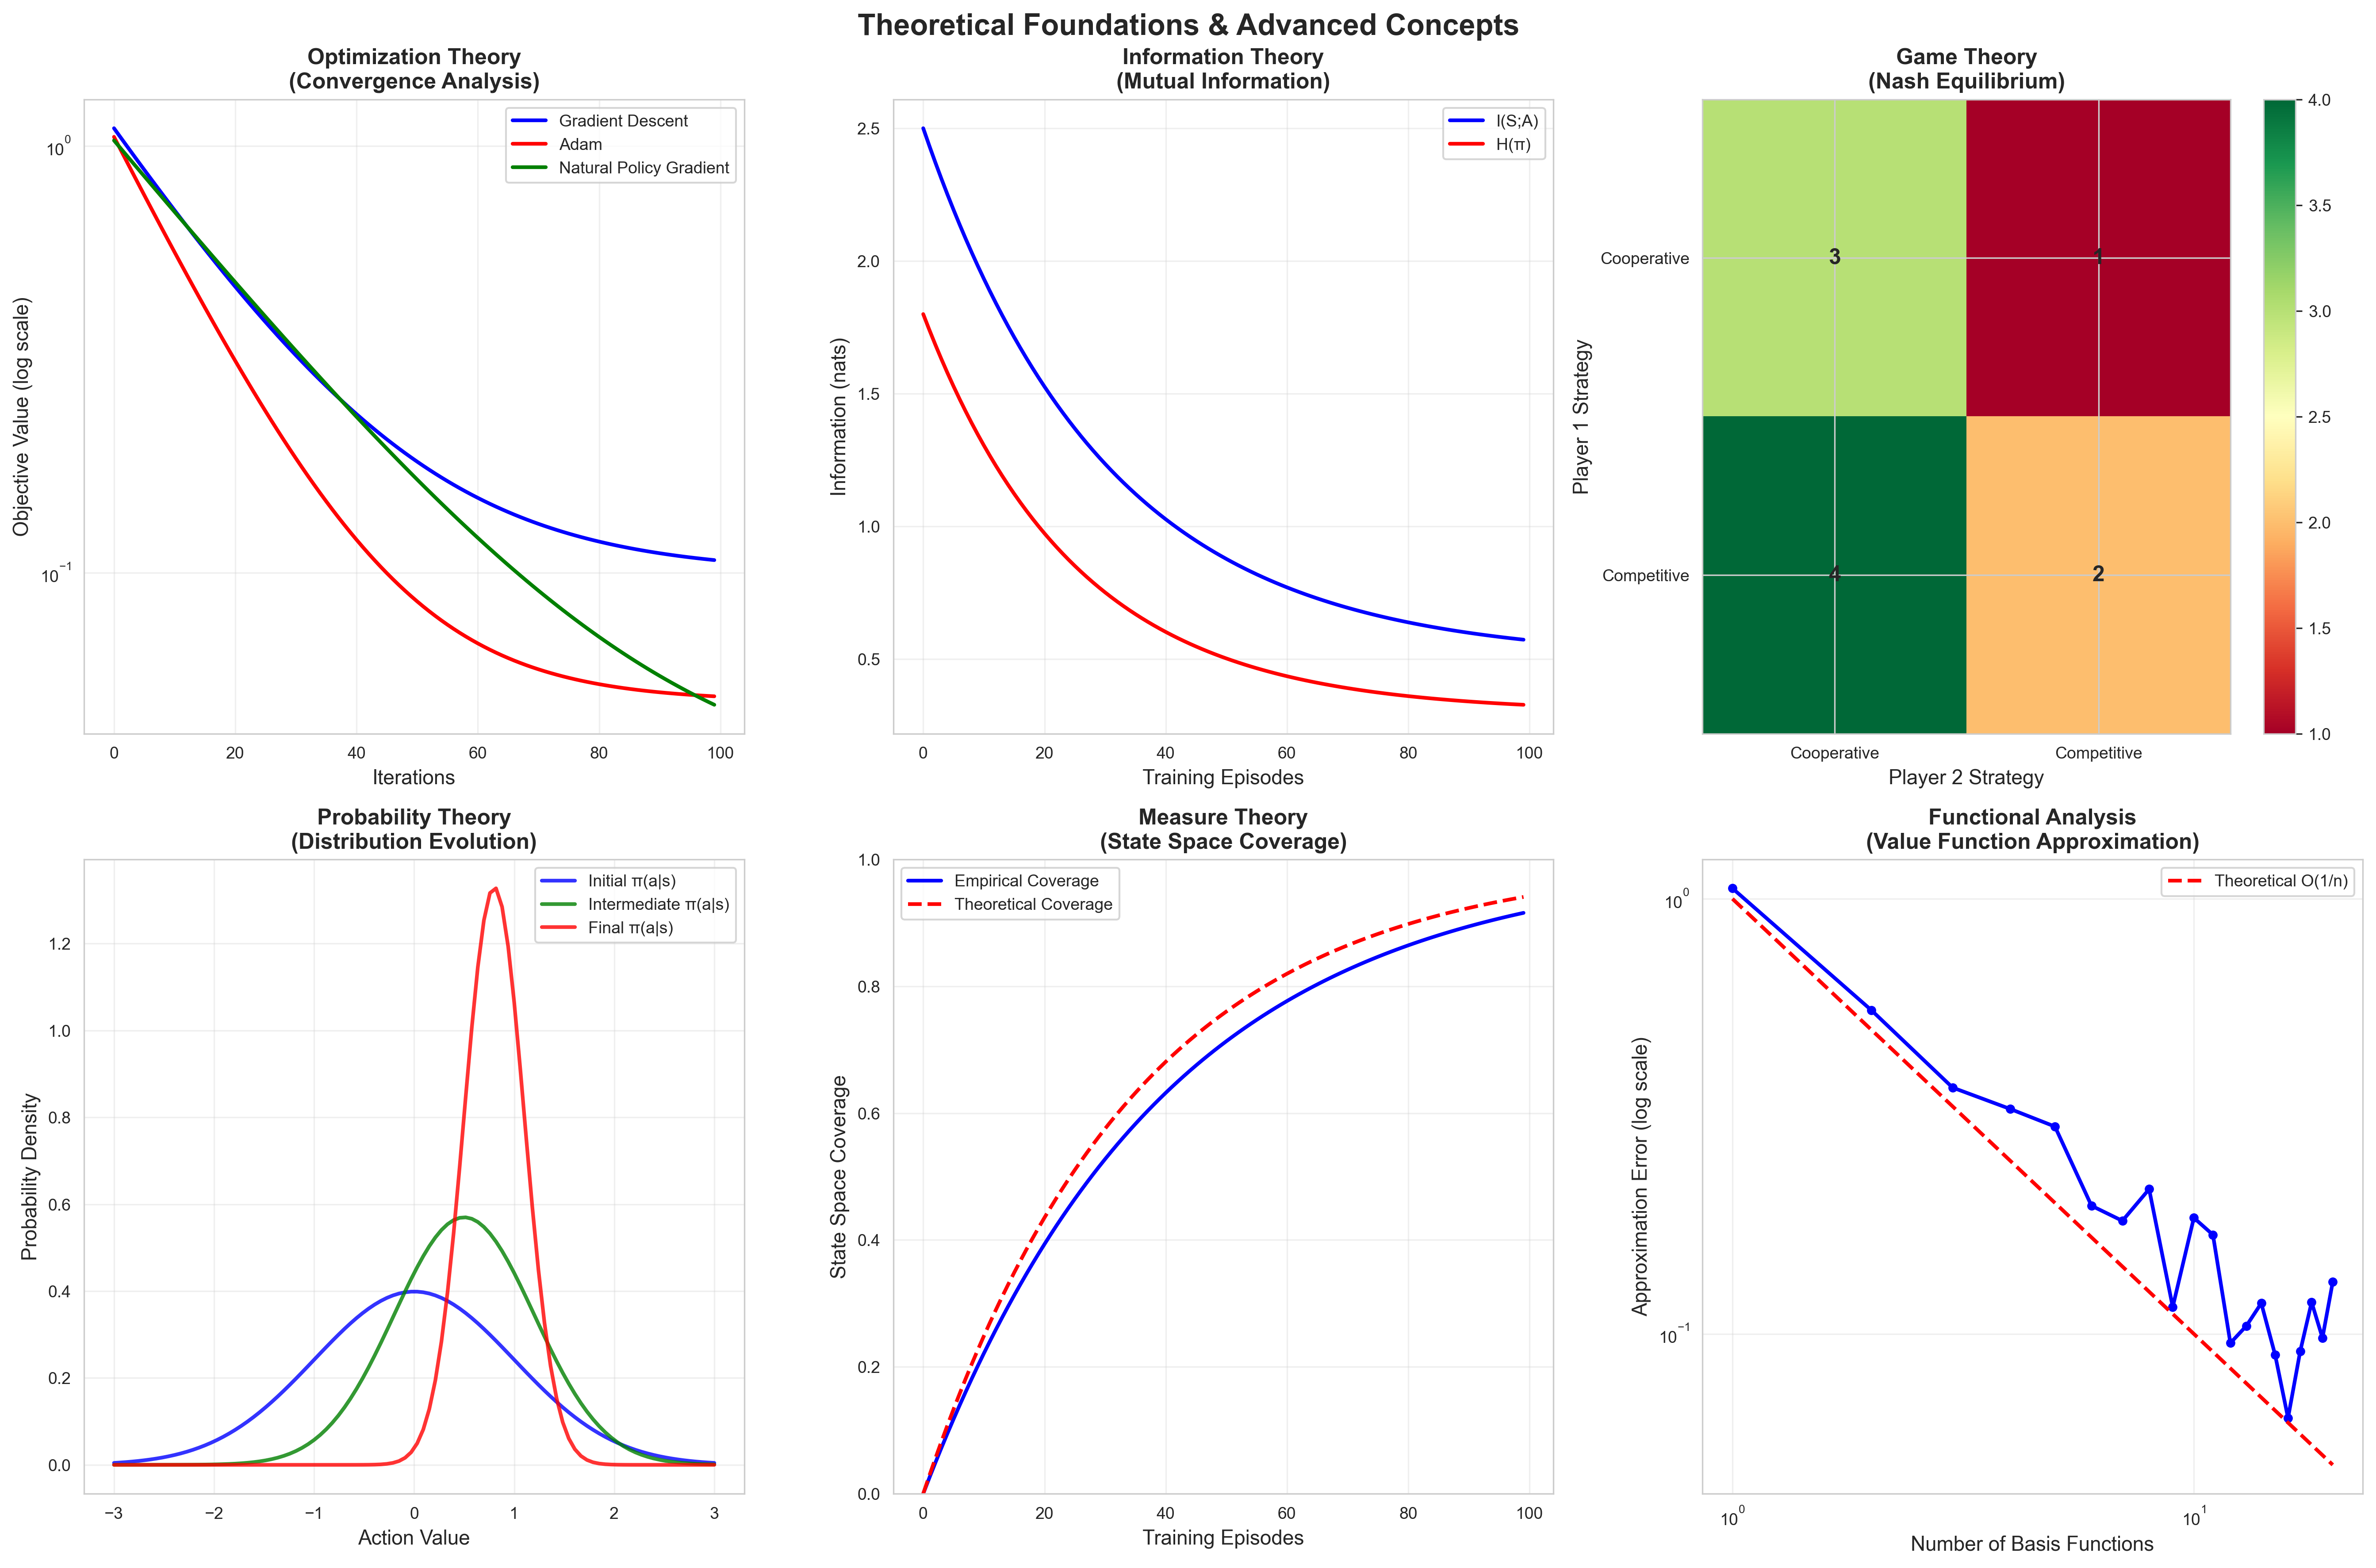 Theoretical Foundations & Advanced Concepts
Optimization Theory
(Convergence Analysis)
Objective Value (log scale)
10⁰
10⁻¹
Gradient Descent
Adam
Natural Policy Gradient
0 20 40 60 80 100
Iterations
Information Theory
(Mutual Information)
Information (nats)
2.5
2.0
1.5
1.0
0.5
I(S;A)
H(π)
0 20 40 60 80 100
Training Episodes
Game Theory
(Nash Equilibrium)
Player 1 Strategy
Cooperative
Competitive
3 1
4 2
Cooperative Competitive
Player 2 Strategy
4.0
3.5
3.0
2.5
2.0
1.5
1.0
Probability Theory
(Distribution Evolution)
Probability Density
1.2
1.0
0.8
0.6
0.4
0.2
0.0
Initial π(a|s)
Intermediate π(a|s)
Final π(a|s)
−3 −2 −1 0 1 2 3
Action Value
Measure Theory
(State Space Coverage)
State Space Coverage
1.0
0.8
0.6
0.4
0.2
0.0
Empirical Coverage
Theoretical Coverage
0 20 40 60 80 100
Training Episodes
Functional Analysis
(Value Function Approximation)
Approximation Error (log scale)
10⁰
10⁻¹
Theoretical O(1/n)
10⁰ 10¹
Number of Basis Functions